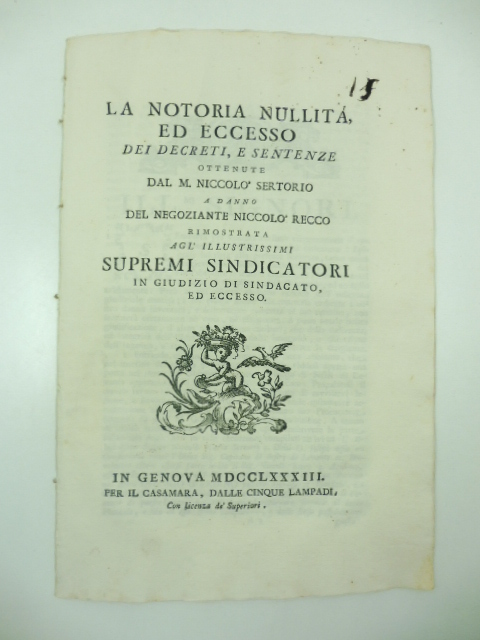 15
LA NOTORIA NULLITÀ,
ED ECCESSO
DEI DECRETI, E SENTENZE
OTTENUTE
DAL M. NICCOLO' SERTORIO
A DANNO
DEL NEGOZIANTE NICCOLO' RECCO
RIMOSTRATA
AGL' ILLUSTRISSIMI
SUPREMI SINDICATORI
IN GIUDIZIO DI SINDACATO,
ED ECCESSO.
IN GENOVA MDCCLXXXIII.
PER IL CASAMARA, DALLE CINQUE LAMPADI,
Con licenza de' Superiori.